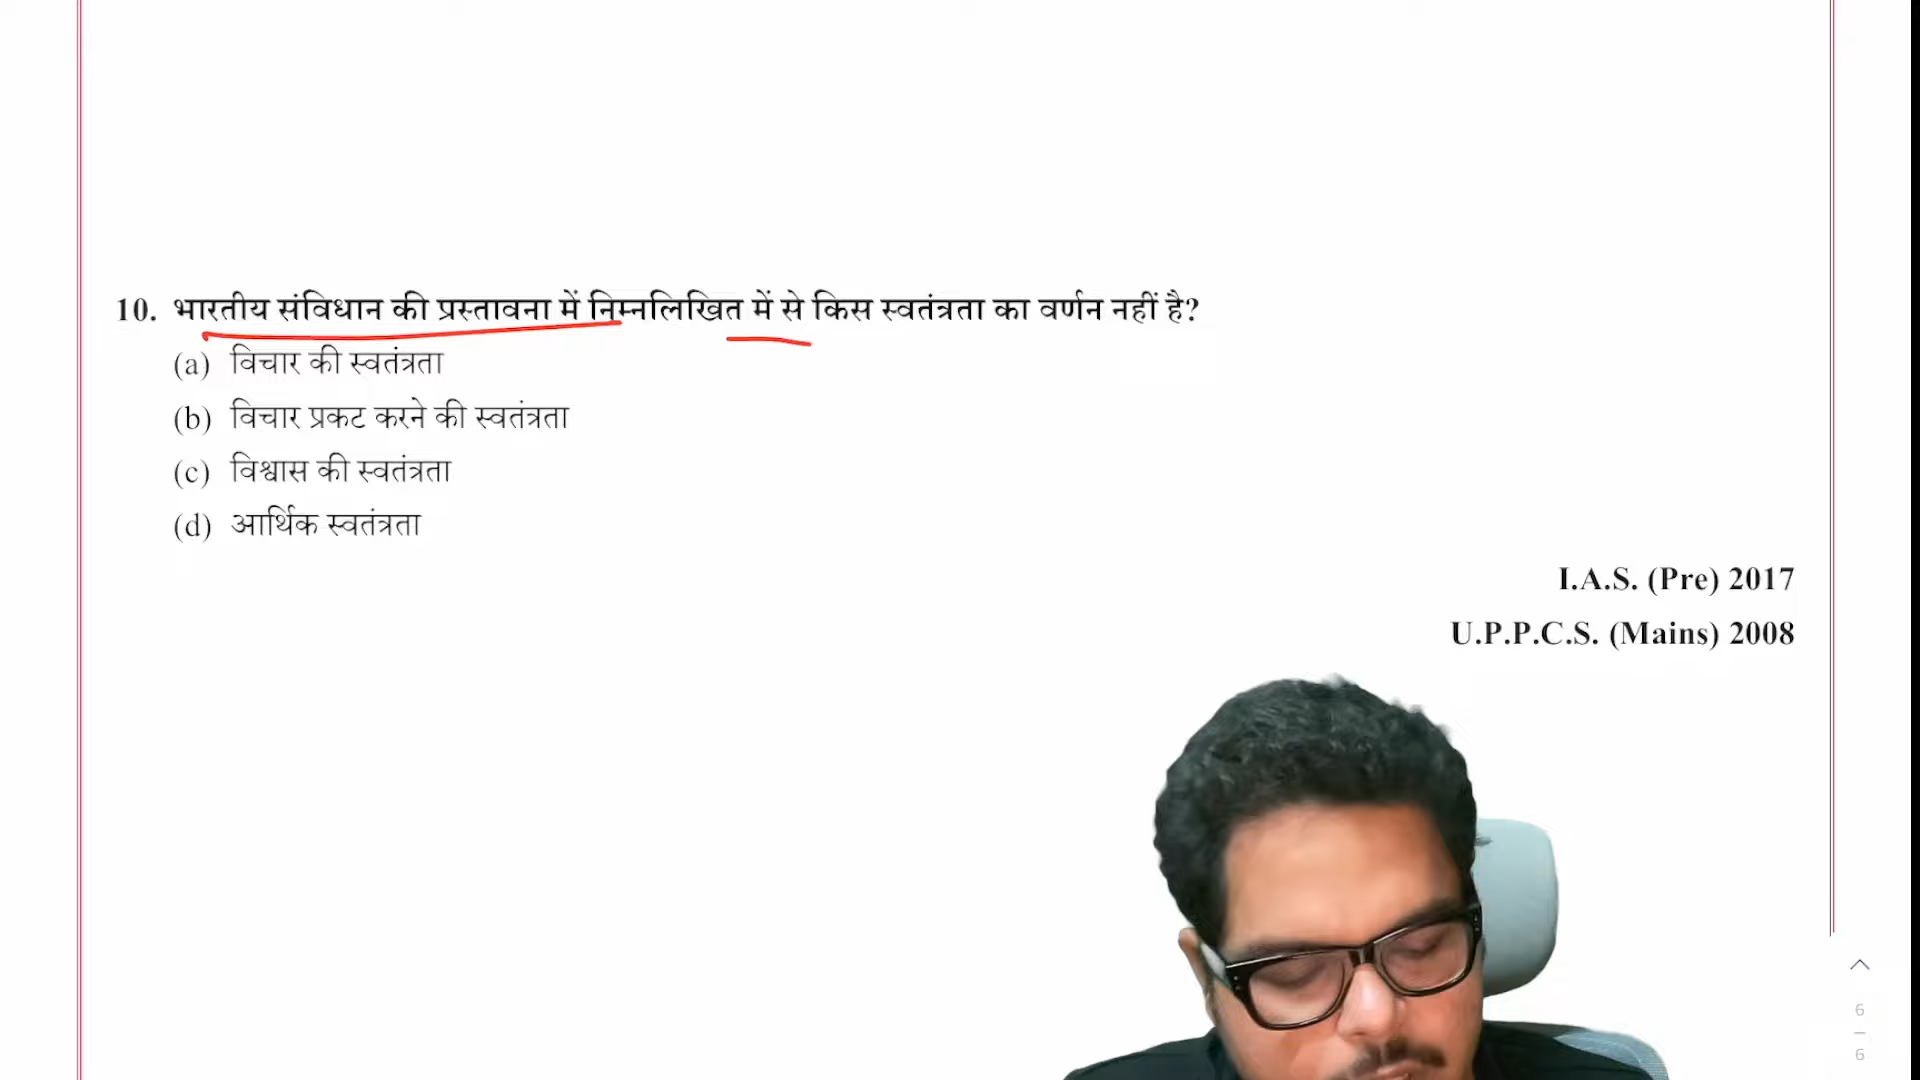 10. भारतीय संविधान की प्रस्तावना में निम्नलिखित में से किस स्वतंत्रता का वर्णन नहीं है?
(a) विचार की स्वतंत्रता
(b) विचार प्रकट करने की स्वतंत्रता
(c) विश्वास की स्वतंत्रता
(d) आर्थिक स्वतंत्रता
I.A.S. (Pre) 2017
U.P.P.C.S. (Mains) 2008
6
6